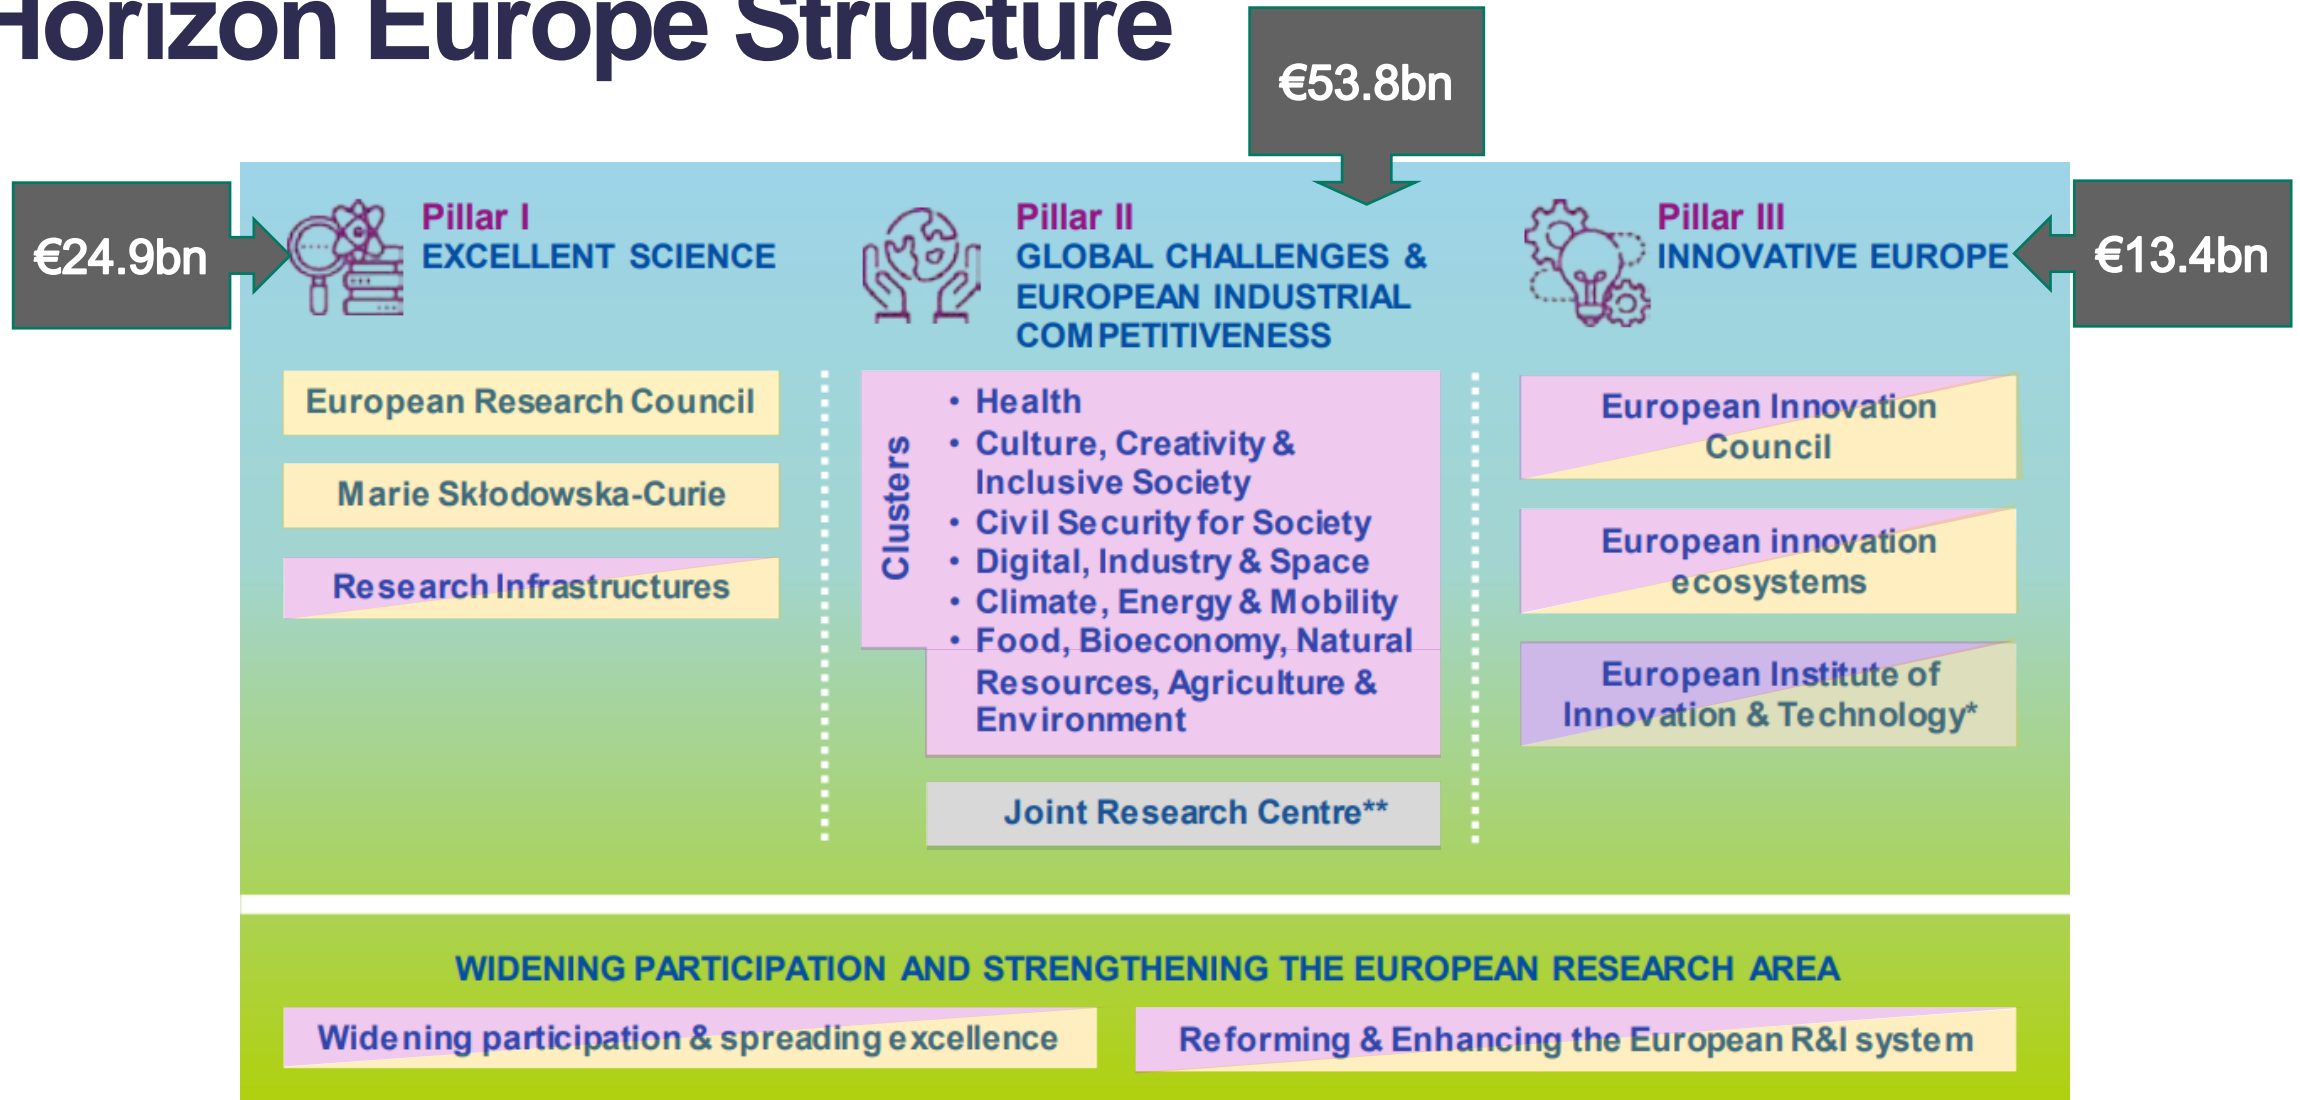 Horizon Europe Structure
€53.8bn
€24.9bn
€13.4bn
Pillar I
EXCELLENT SCIENCE
European Research Council
Marie Skłodowska-Curie
Research Infrastructures
Pillar II
GLOBAL CHALLENGES &
EUROPEAN INDUSTRIAL
COMPETITIVENESS
Clusters
• Health
• Culture, Creativity &
Inclusive Society
• Civil Security for Society
• Digital, Industry & Space
• Climate, Energy & Mobility
• Food, Bioeconomy, Natural
Resources, Agriculture &
Environment
Joint Research Centre**
Pillar III
INNOVATIVE EUROPE
European Innovation
Council
European innovation
ecosystems
European Institute of
Innovation & Technology*
WIDENING PARTICIPATION AND STRENGTHENING THE EUROPEAN RESEARCH AREA
Widening participation & spreading excellence
Reforming & Enhancing the European R&I system